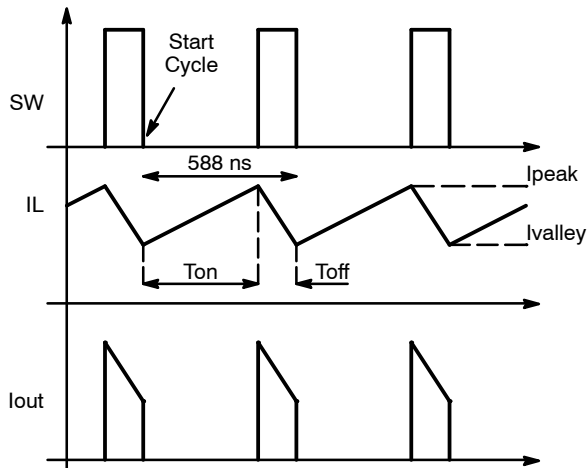 Start
Cycle
SW
588 ns
Ipeak
IL
Ivalley
Ton
Toff
Iout